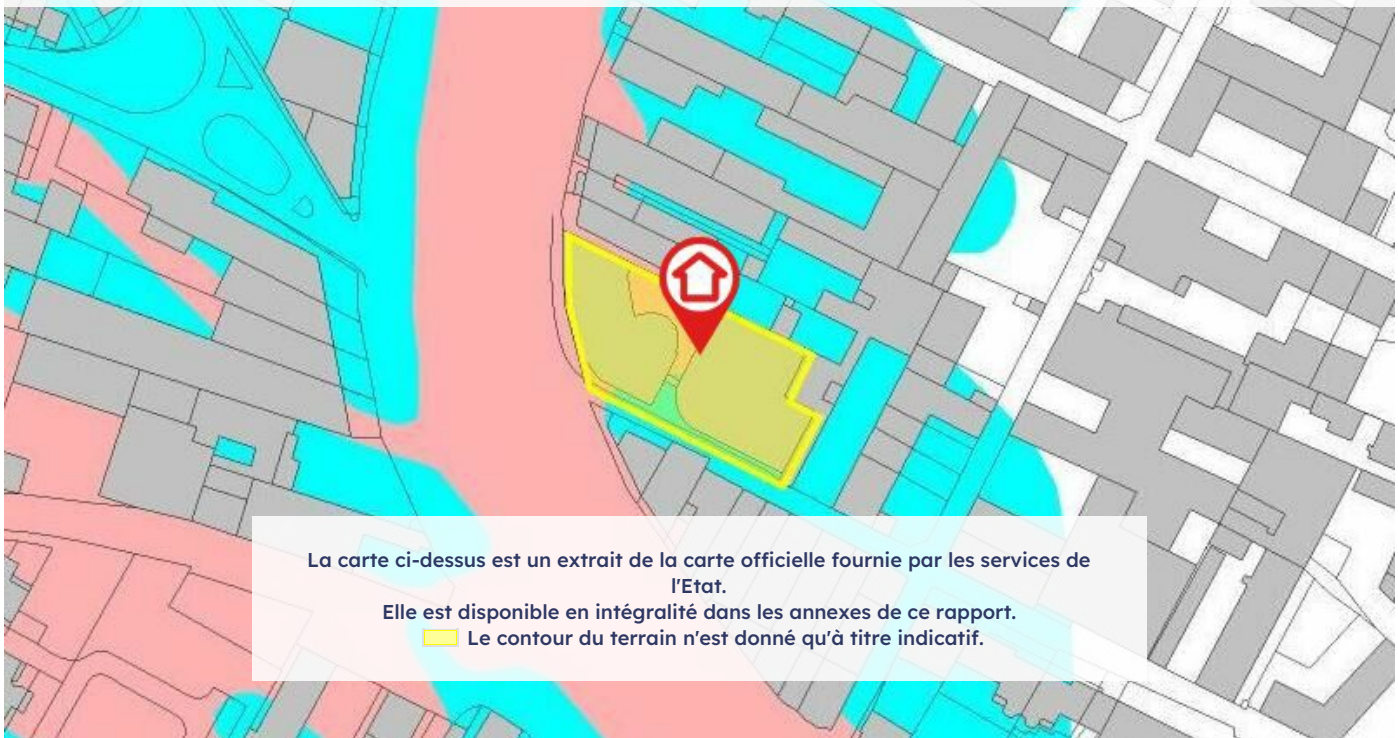 La carte ci-dessus est un extrait de la carte officielle fournie par les services de
l'Etat.
Elle est disponible en intégralité dans les annexes de ce rapport.
Le contour du terrain n'est donné qu'à titre indicatif.